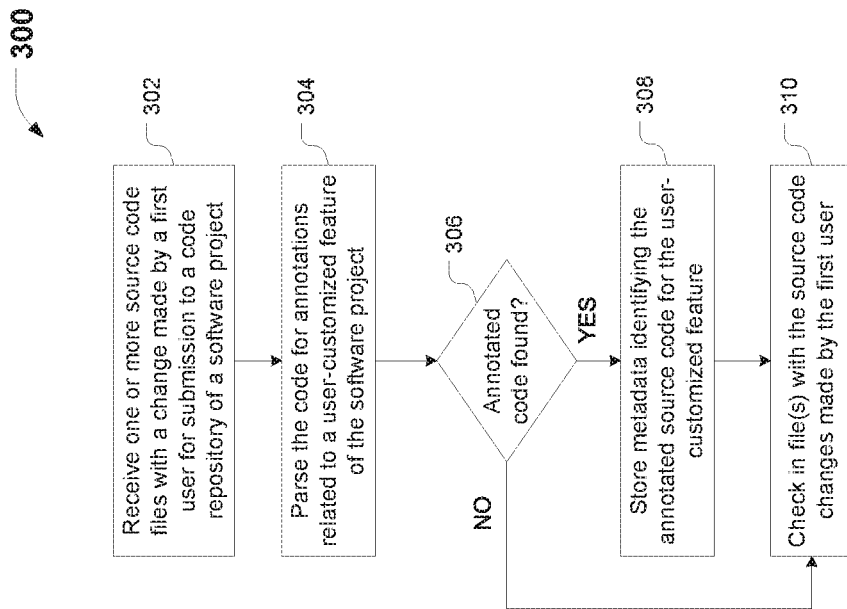 300
302
Receive one or more source code
files with a change made by a first
user for submission to a code
repository of a software project
304
Parse the code for annotations
related to a user-customized feature
of the software project
306
Annotated
code found?
NO
YES
308
Store metadata identifying the
annotated source code for the user-
customized feature
310
Check in file(s) with the source code
changes made by the first user